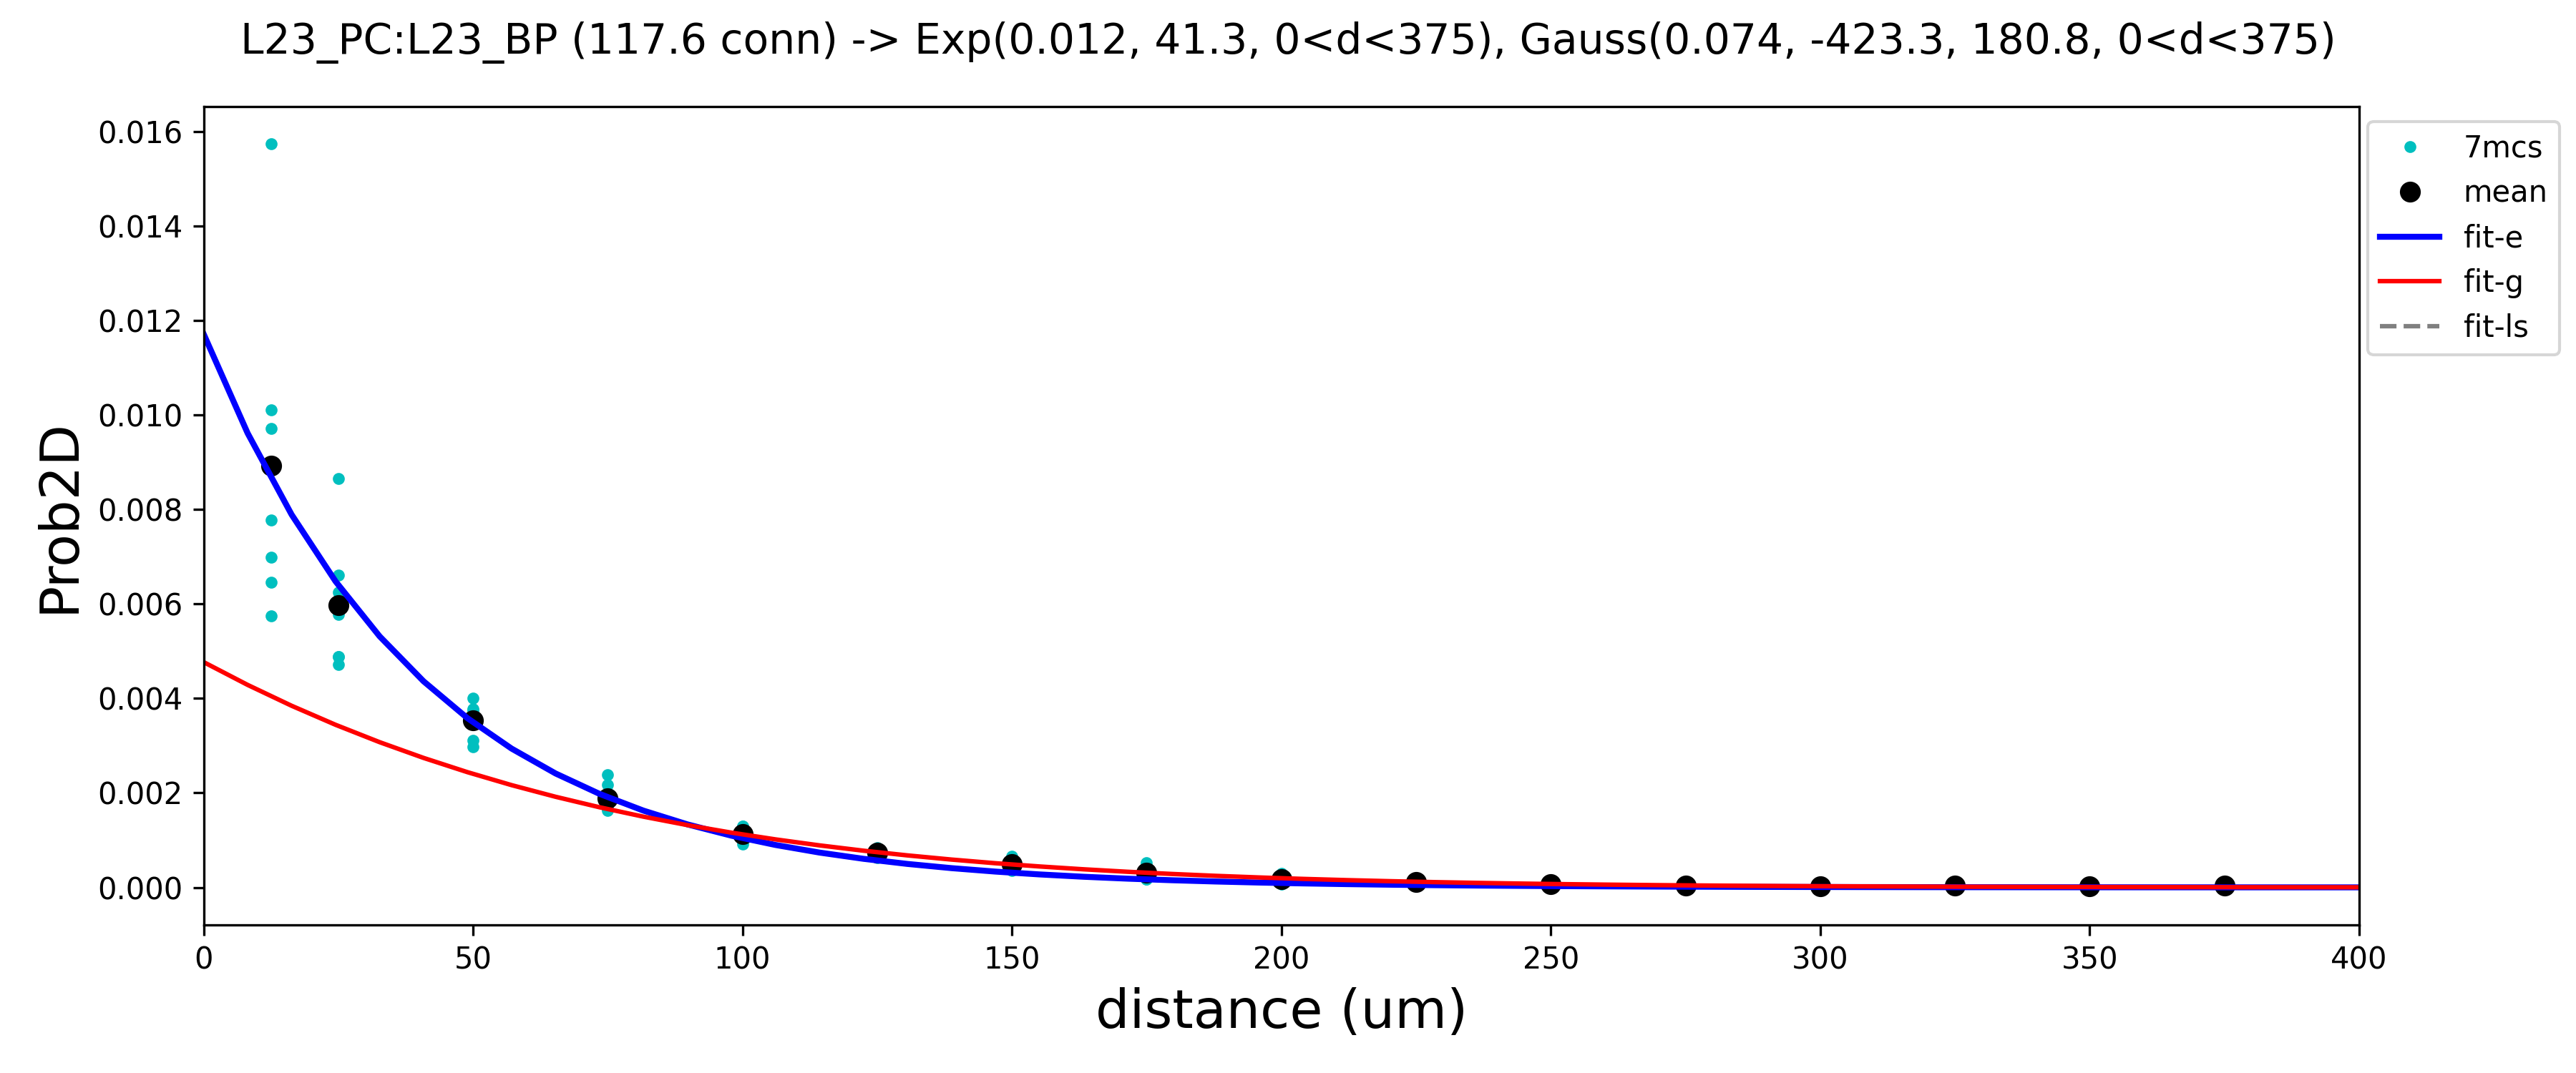 L23_PC:L23_BP (117.6 conn) -> Exp(0.012, 41.3, 0<d<375), Gauss(0.074, -423.3, 180.8, 0<d<375)
0.016
0.014
0.012
0.010
0.008
0.006
0.004
0.002
0.000
Prob2D
0 50 100 150 200 250 300 350 400
distance (um)
7mcs
mean
fit-e
fit-g
fit-ls